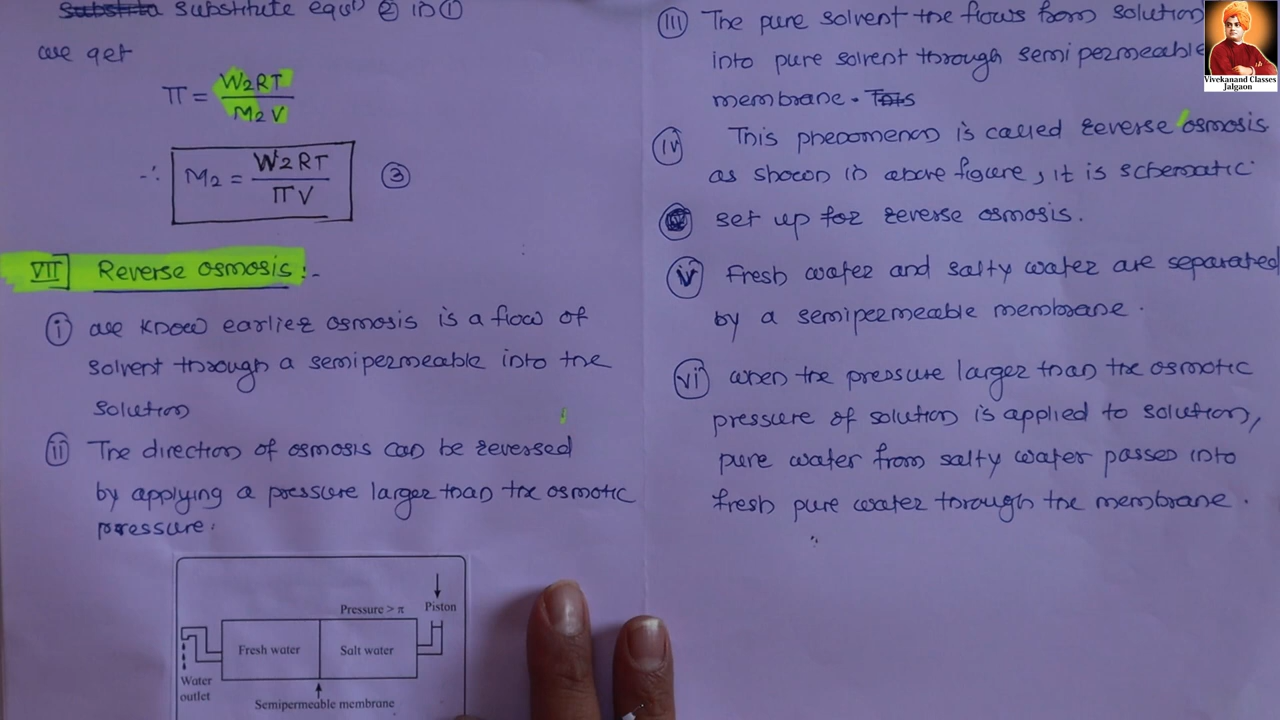 substitute equⁿ ② in ①
we get
π = W2RT / M2 V
∴ M2 = W2RT / πV ③
VII] Reverse osmosis :-
i) we know earlier osmosis is a flow of
solvent through a semipermeable into the
solution
ii) The direction of osmosis can be reversed
by applying a pressure larger than the osmotic
pressure.
Pressure > π
Piston
Fresh water
Salt water
Water
outlet
Semipermeable membrane
iii) The pure solvent the flows from solution
into pure solvent through semipermeable
membrane. This
iv) This phenomenon is called reverse osmosis
as shown in above figure, it is schematic
set up for reverse osmosis.
v) Fresh water and salty water are separated
by a semipermeable membrane.
vi) when the pressure larger than the osmotic
pressure of solution is applied to solution,
pure water from salty water passes into
fresh pure water through the membrane.
Vivekanand Classes
Jalgaon